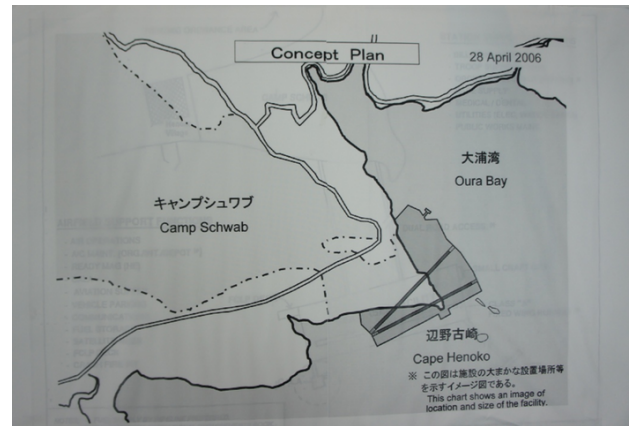 Concept Plan
28 April 2006
大浦湾
Oura Bay
キャンプシュワブ
Camp Schwab
辺野古崎
Cape Henoko
※ この図は施設の大まかな設置場所等
を示すイメージ図である。
This chart shows an image of
location and size of the facility.